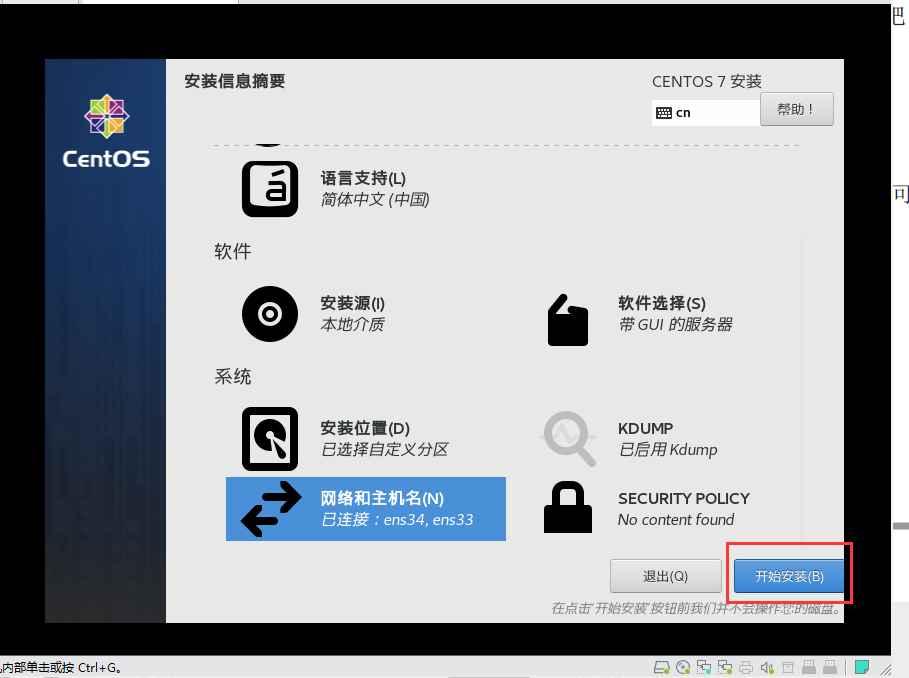 吧
安装信息摘要
CENTOS 7 安装
cn
帮助！
CentOS
语言支持(L)
简体中文 (中国)
可
软件
安装源(I)
本地介质
软件选择(S)
带 GUI 的服务器
系统
安装位置(D)
已选择自定义分区
KDUMP
已启用 Kdump
网络和主机名(N)
已连接：ens34, ens33
SECURITY POLICY
No content found
退出(Q)
开始安装(B)
在点击“开始安装”按钮前我们并不会操作您的磁盘。
内部单击或按 Ctrl+G。